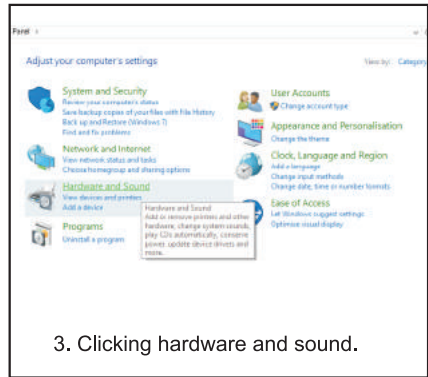 Panel
Adjust your computer's settings
View by: Category
System and Security
Review your computer's status
Save backup copies of your files with File History
Back up and Restore (Windows 7)
Find and fix problems
Network and Internet
View network status and tasks
Choose homegroup and sharing options
Hardware and Sound
View devices and printers
Add a device
Hardware and Sound
Add or remove printers and other
hardware, change system sounds,
play CDs automatically, conserve
power, update device drivers and
more.
Programs
Uninstall a program
User Accounts
Change account type
Appearance and Personalisation
Change the theme
Clock, Language and Region
Add a language
Change input methods
Change date, time or number formats
Ease of Access
Let Windows suggest settings
Optimise visual display
3. Clicking hardware and sound.